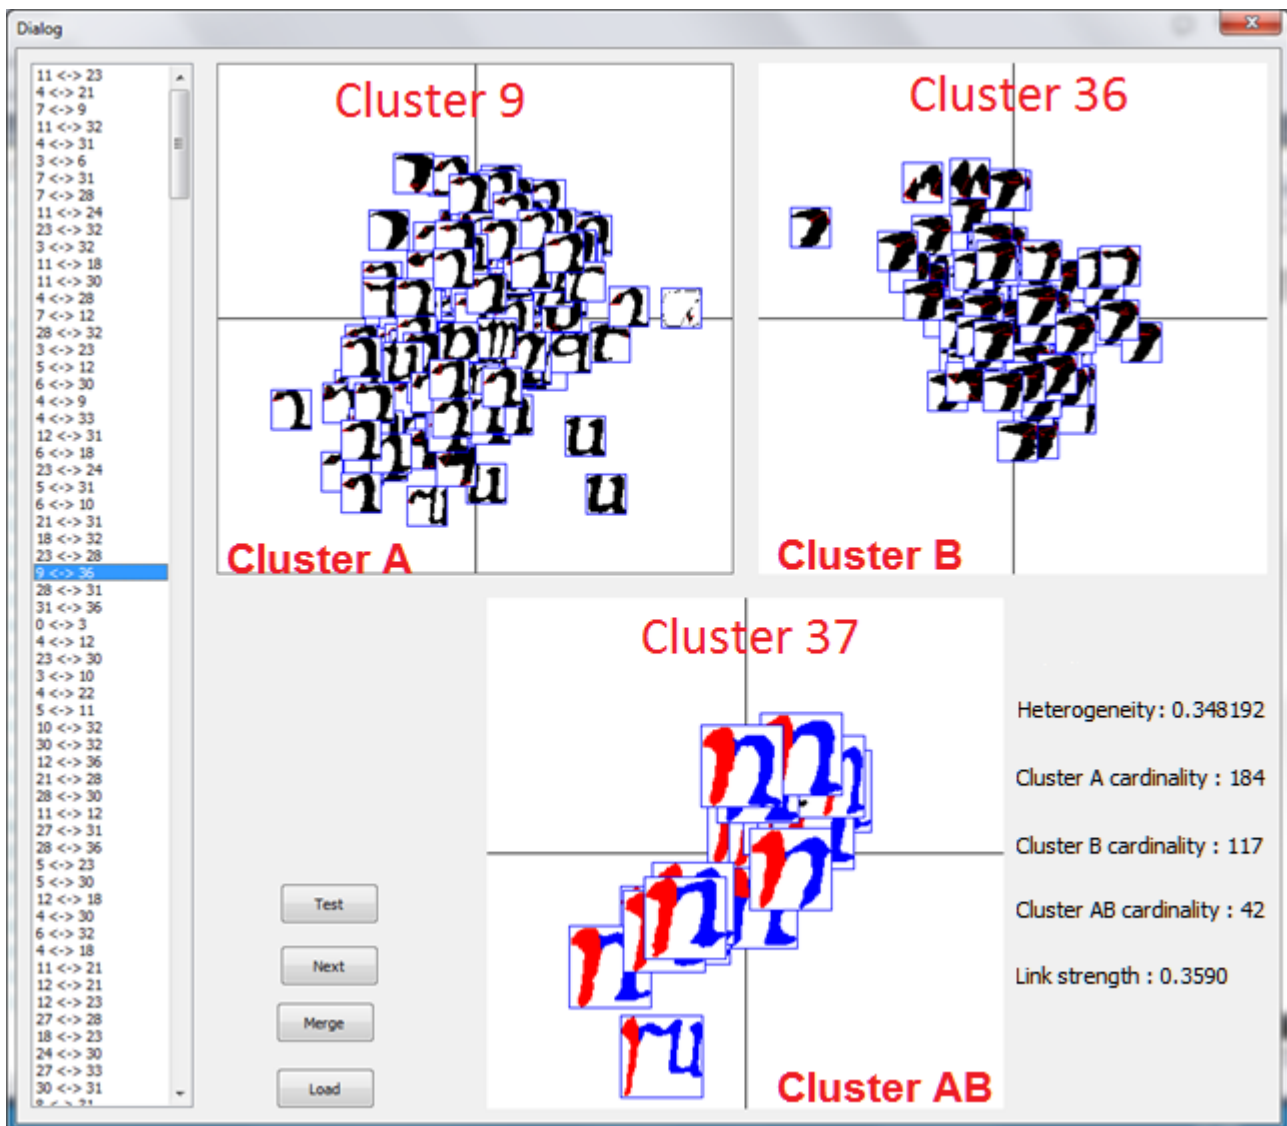 Dialog
11 <-> 23
4 <-> 21
7 <-> 9
11 <-> 32
4 <-> 31
3 <-> 6
7 <-> 31
7 <-> 28
11 <-> 24
23 <-> 32
3 <-> 32
11 <-> 18
11 <-> 30
4 <-> 28
7 <-> 12
28 <-> 32
3 <-> 23
5 <-> 12
6 <-> 30
4 <-> 9
4 <-> 33
12 <-> 31
6 <-> 18
23 <-> 24
5 <-> 31
6 <-> 10
21 <-> 31
18 <-> 32
23 <-> 28
9 <-> 36
28 <-> 31
31 <-> 36
0 <-> 3
4 <-> 12
23 <-> 30
3 <-> 10
4 <-> 22
5 <-> 11
10 <-> 32
30 <-> 32
12 <-> 36
21 <-> 28
28 <-> 30
11 <-> 12
27 <-> 31
28 <-> 36
5 <-> 23
5 <-> 30
12 <-> 18
4 <-> 30
6 <-> 32
4 <-> 18
11 <-> 21
12 <-> 21
12 <-> 23
27 <-> 28
18 <-> 23
24 <-> 30
27 <-> 33
30 <-> 31
Cluster 9
Cluster A
Cluster 36
Cluster B
Cluster 37
Cluster AB
Heterogeneity: 0.348192
Cluster A cardinality : 184
Cluster B cardinality : 117
Cluster AB cardinality : 42
Link strength : 0.3590
Test
Next
Merge
Load